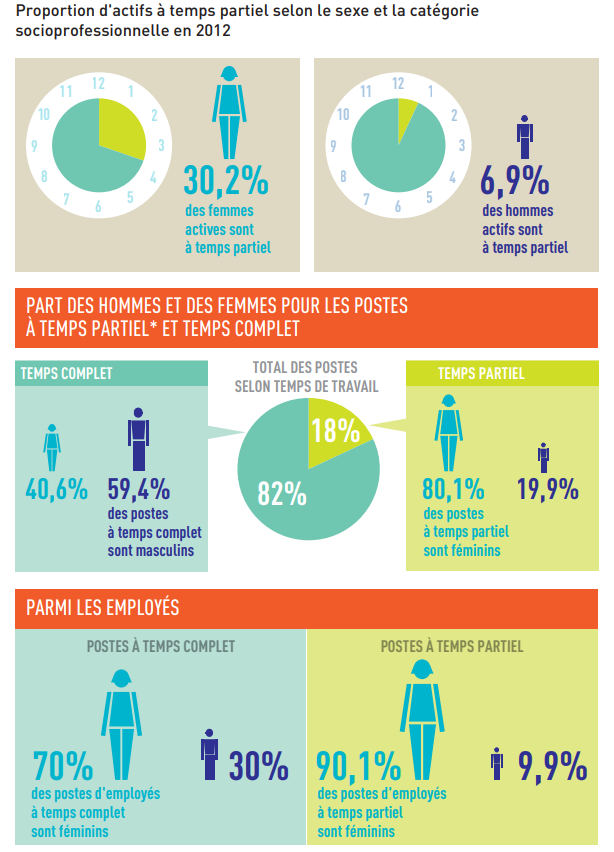 Proportion d'actifs à temps partiel selon le sexe et la catégorie
socioprofessionnelle en 2012
12
1
2
3
4
5
6
7
8
9
10
11
30,2%
des femmes
actives sont
à temps partiel
12
1
2
3
4
5
6
7
8
9
10
11
6,9%
des hommes
actifs sont
à temps partiel
PART DES HOMMES ET DES FEMMES POUR LES POSTES
À TEMPS PARTIEL* ET TEMPS COMPLET
TEMPS COMPLET
40,6%
59,4%
des postes
à temps complet
sont masculins
TOTAL DES POSTES
SELON TEMPS DE TRAVAIL
18%
82%
TEMPS PARTIEL
80,1%
des postes
à temps partiel
sont féminins
19,9%
PARMI LES EMPLOYÉS
POSTES À TEMPS COMPLET
70%
des postes d'employés
à temps complet
sont féminins
30%
POSTES À TEMPS PARTIEL
90,1%
des postes d'employés
à temps partiel
sont féminins
9,9%